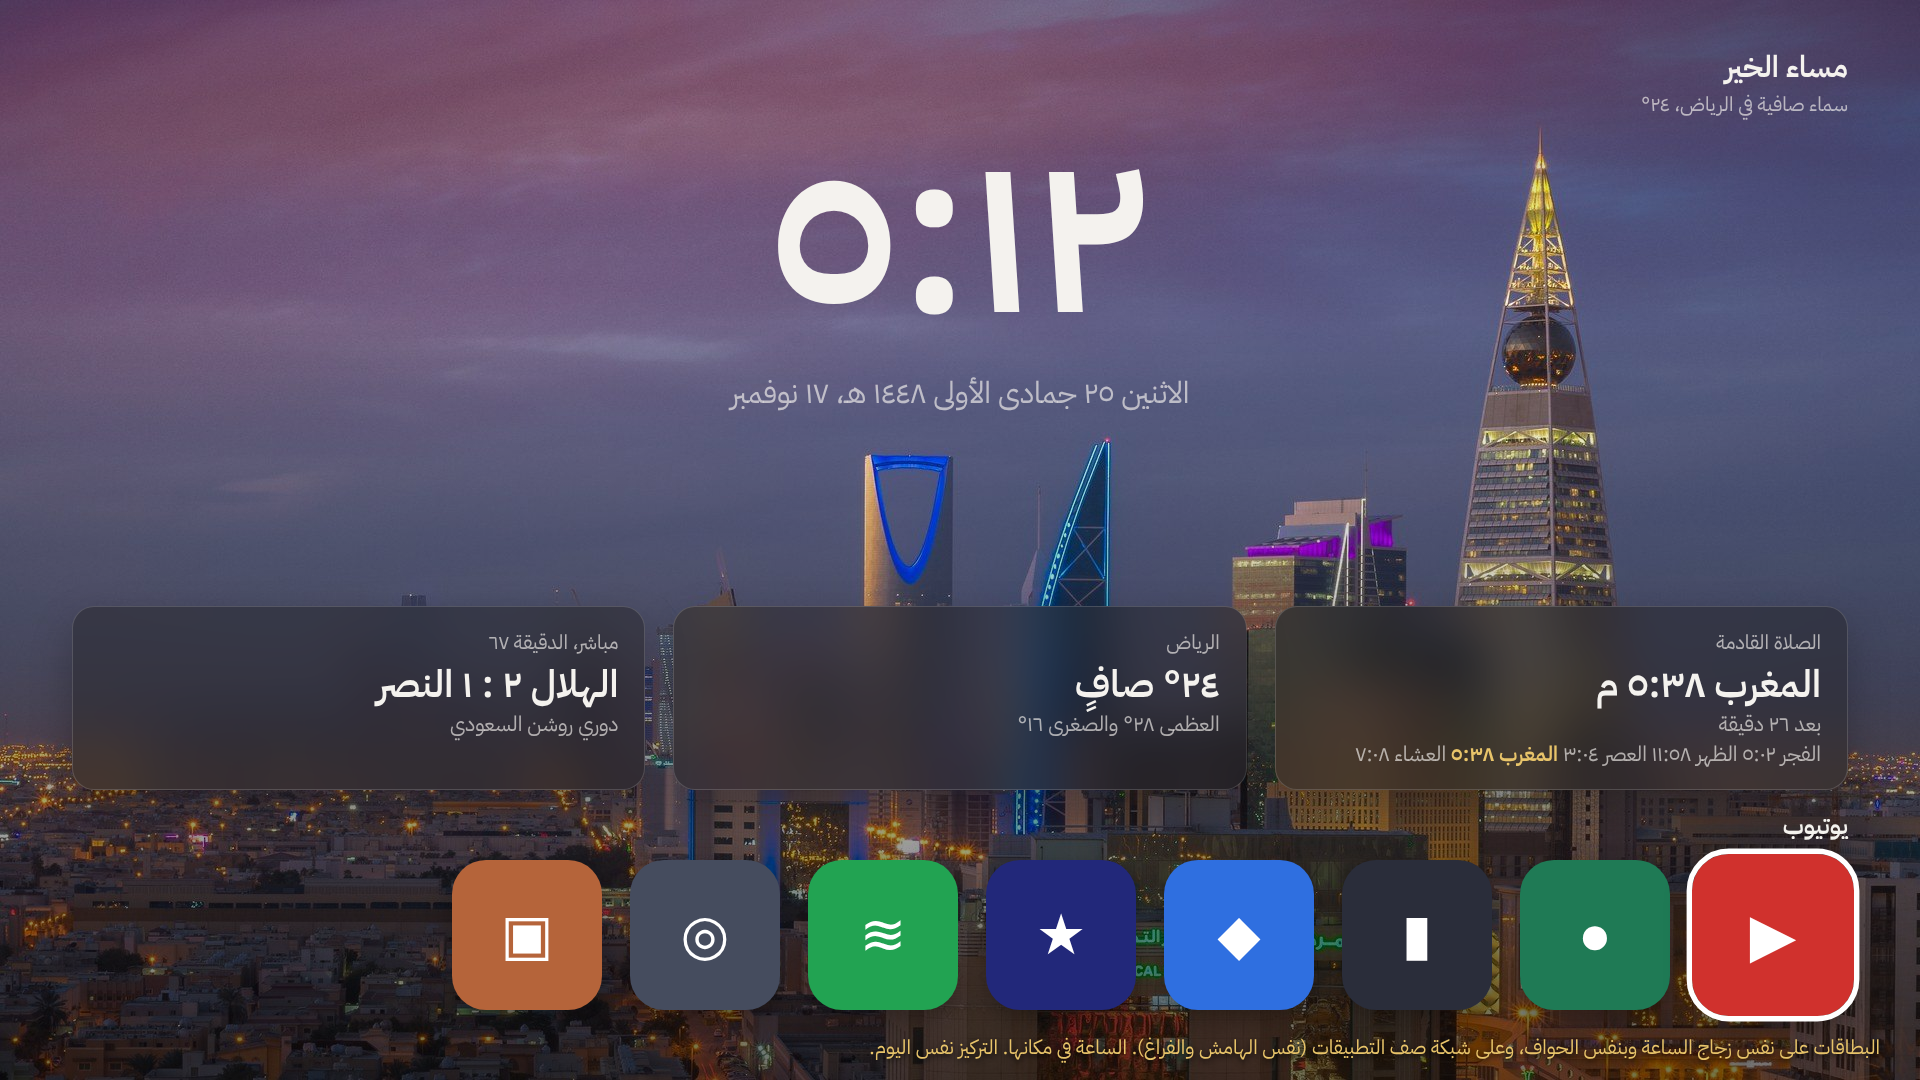 مساء الخير
سماء صافية في الرياض، ٢٤°
٥:١٢
الاثنين ٢٥ جمادى الأولى ١٤٤٨ هـ، ١٧ نوفمبر
الصلاة القادمة
المغرب ٥:٣٨ م
بعد ٢٦ دقيقة
الفجر ٥:٠٢ الظهر ١١:٥٨ العصر ٣:٠٤ المغرب ٥:٣٨ العشاء ٧:٠٨
الرياض
٢٤° صافٍ
العظمى ٢٨° والصغرى ١٦°
مباشر، الدقيقة ٦٧
الهلال ٢ : ١ النصر
دوري روشن السعودي
يوتيوب
CAL
البطاقات على نفس زجاج الساعة وبنفس الحواف، وعلى شبكة صف التطبيقات (نفس الهامش والفراغ). الساعة في مكانها. التركيز نفس اليوم.